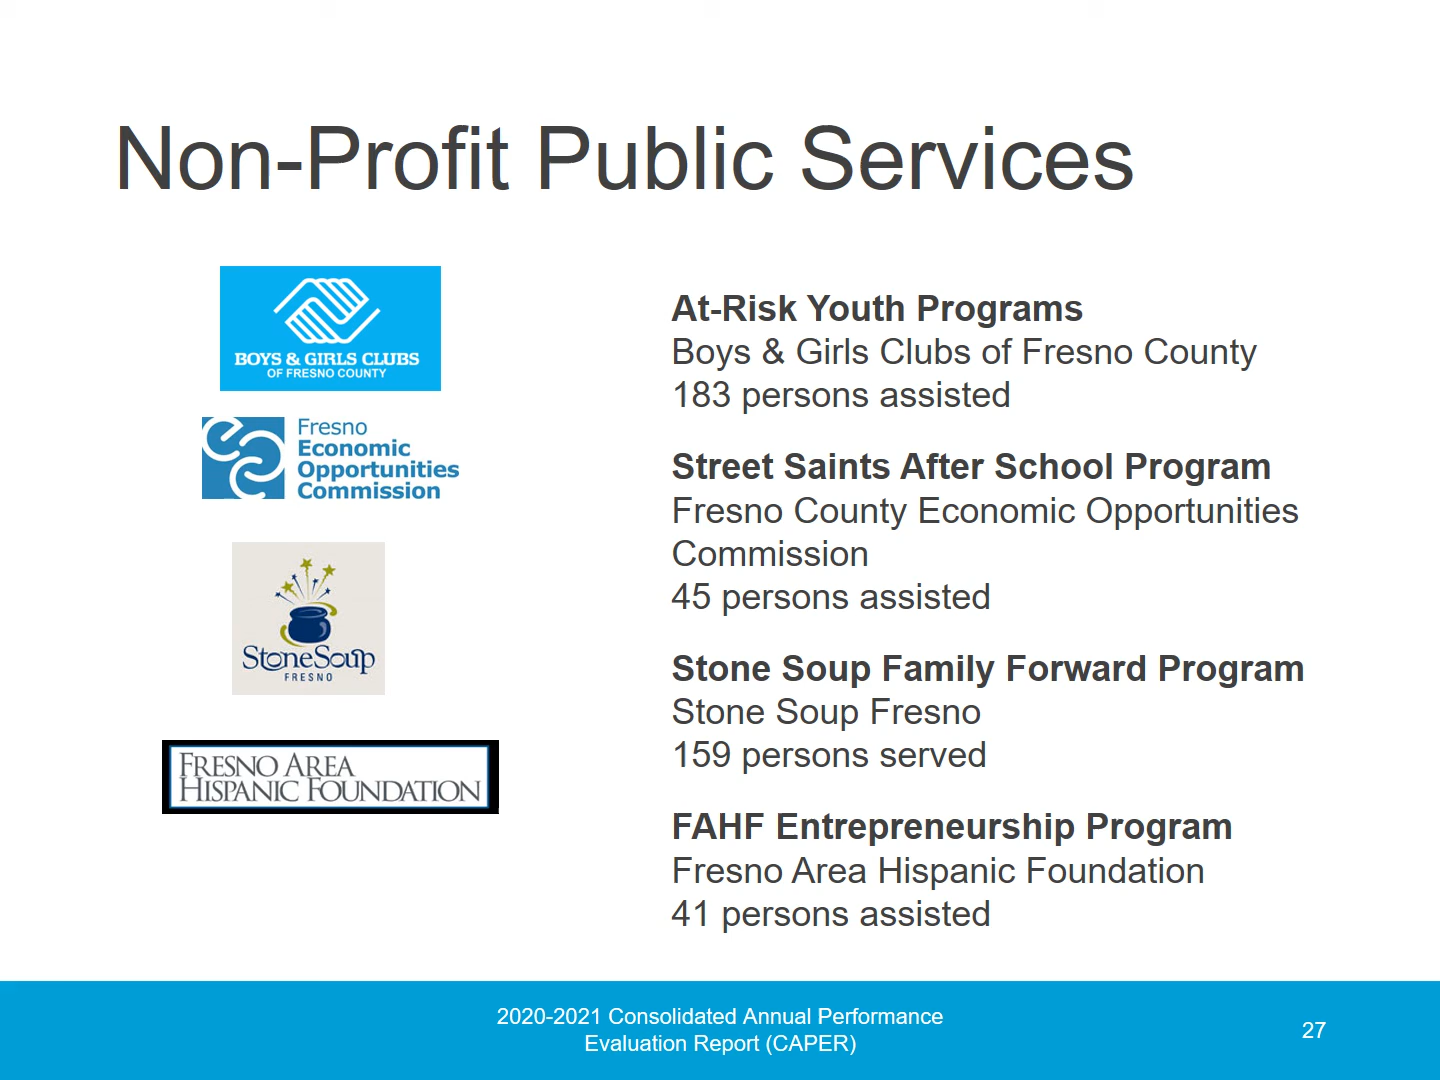 Non-Profit Public Services
BOYS & GIRLS CLUBS
OF FRESNO COUNTY
Fresno
Economic
Opportunities
Commission
StoneSoup
FRESNO
FRESNO AREA
HISPANIC FOUNDATION
At-Risk Youth Programs
Boys & Girls Clubs of Fresno County
183 persons assisted
Street Saints After School Program
Fresno County Economic Opportunities
Commission
45 persons assisted
Stone Soup Family Forward Program
Stone Soup Fresno
159 persons served
FAHF Entrepreneurship Program
Fresno Area Hispanic Foundation
41 persons assisted
2020-2021 Consolidated Annual Performance
Evaluation Report (CAPER)
27